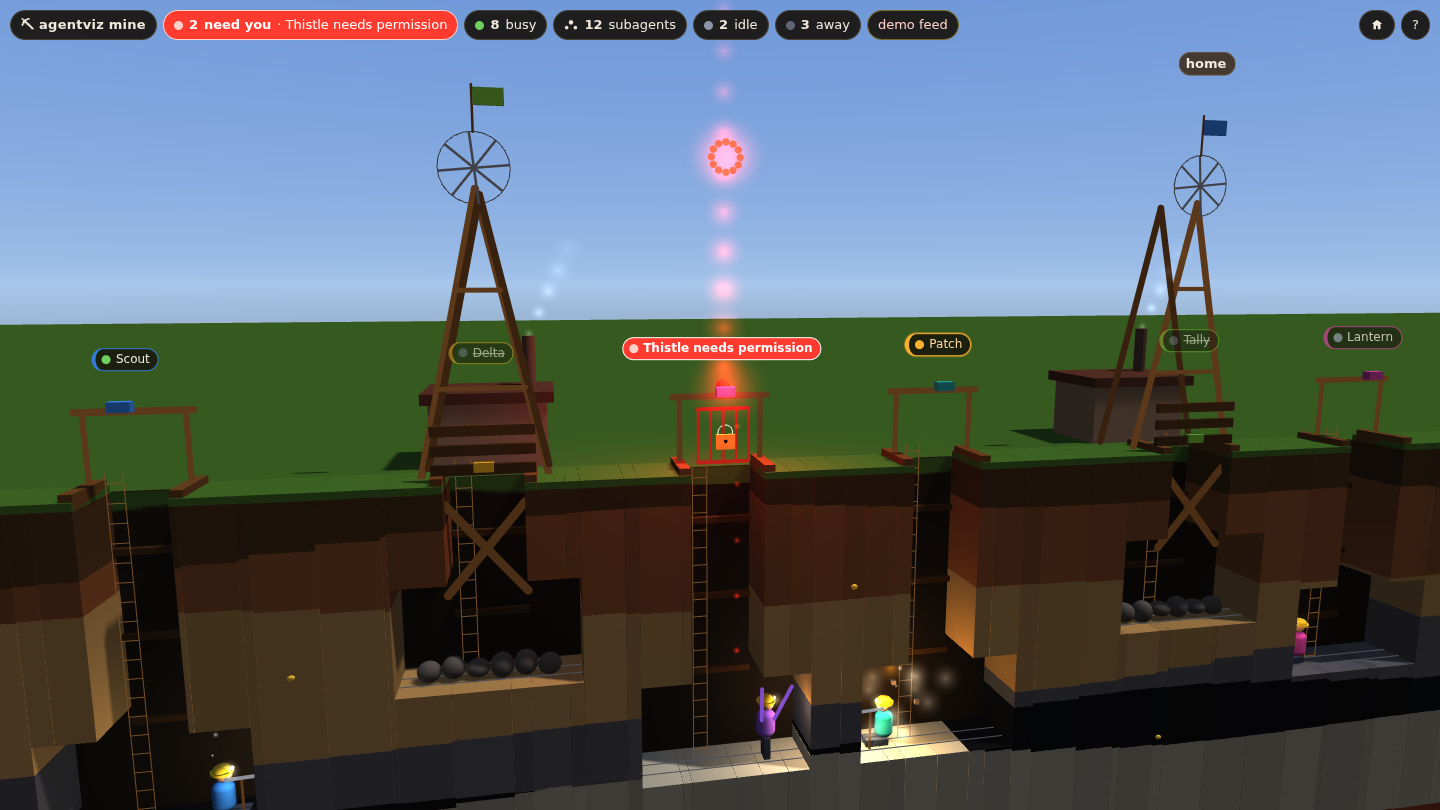 agentviz mine
2 need you · Thistle needs permission
8 busy
12 subagents
2 idle
3 away
demo feed
?
home
Scout
Delta
Thistle needs permission
Patch
Tally
Lantern